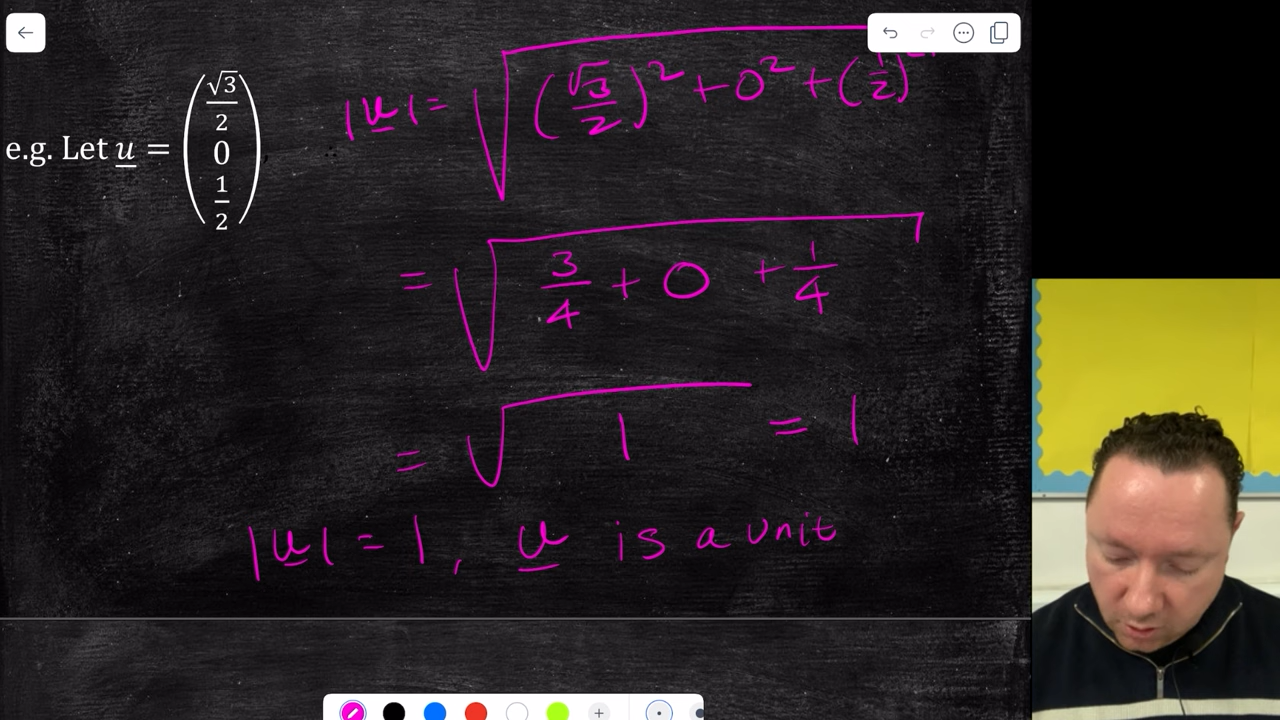 e.g. Let u = (√3/2 0 1/2)
|u| = √((√3/2)² + 0² + (1/2)²)
= √(3/4 + 0 + 1/4)
= √1 = 1
|u| = 1, u is a unit